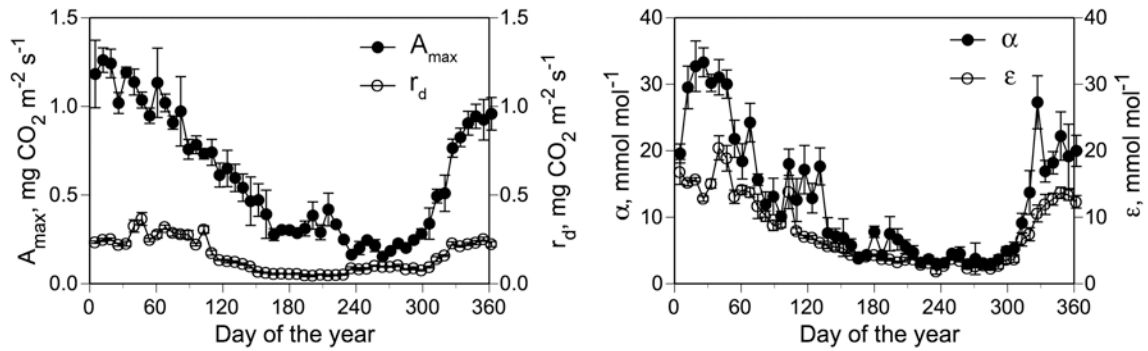 1.5
1.0
0.5
0.0
A_max, mg CO₂ m⁻² s⁻¹
A_max
r_d
1.5
1.0
0.5
0.0
r_d, mg CO₂ m⁻² s⁻¹
0 60 120 180 240 300 360
Day of the year
40
30
20
10
0
α, mmol mol⁻¹
α
ε
40
30
20
10
0
ε, mmol mol⁻¹
0 60 120 180 240 300 360
Day of the year